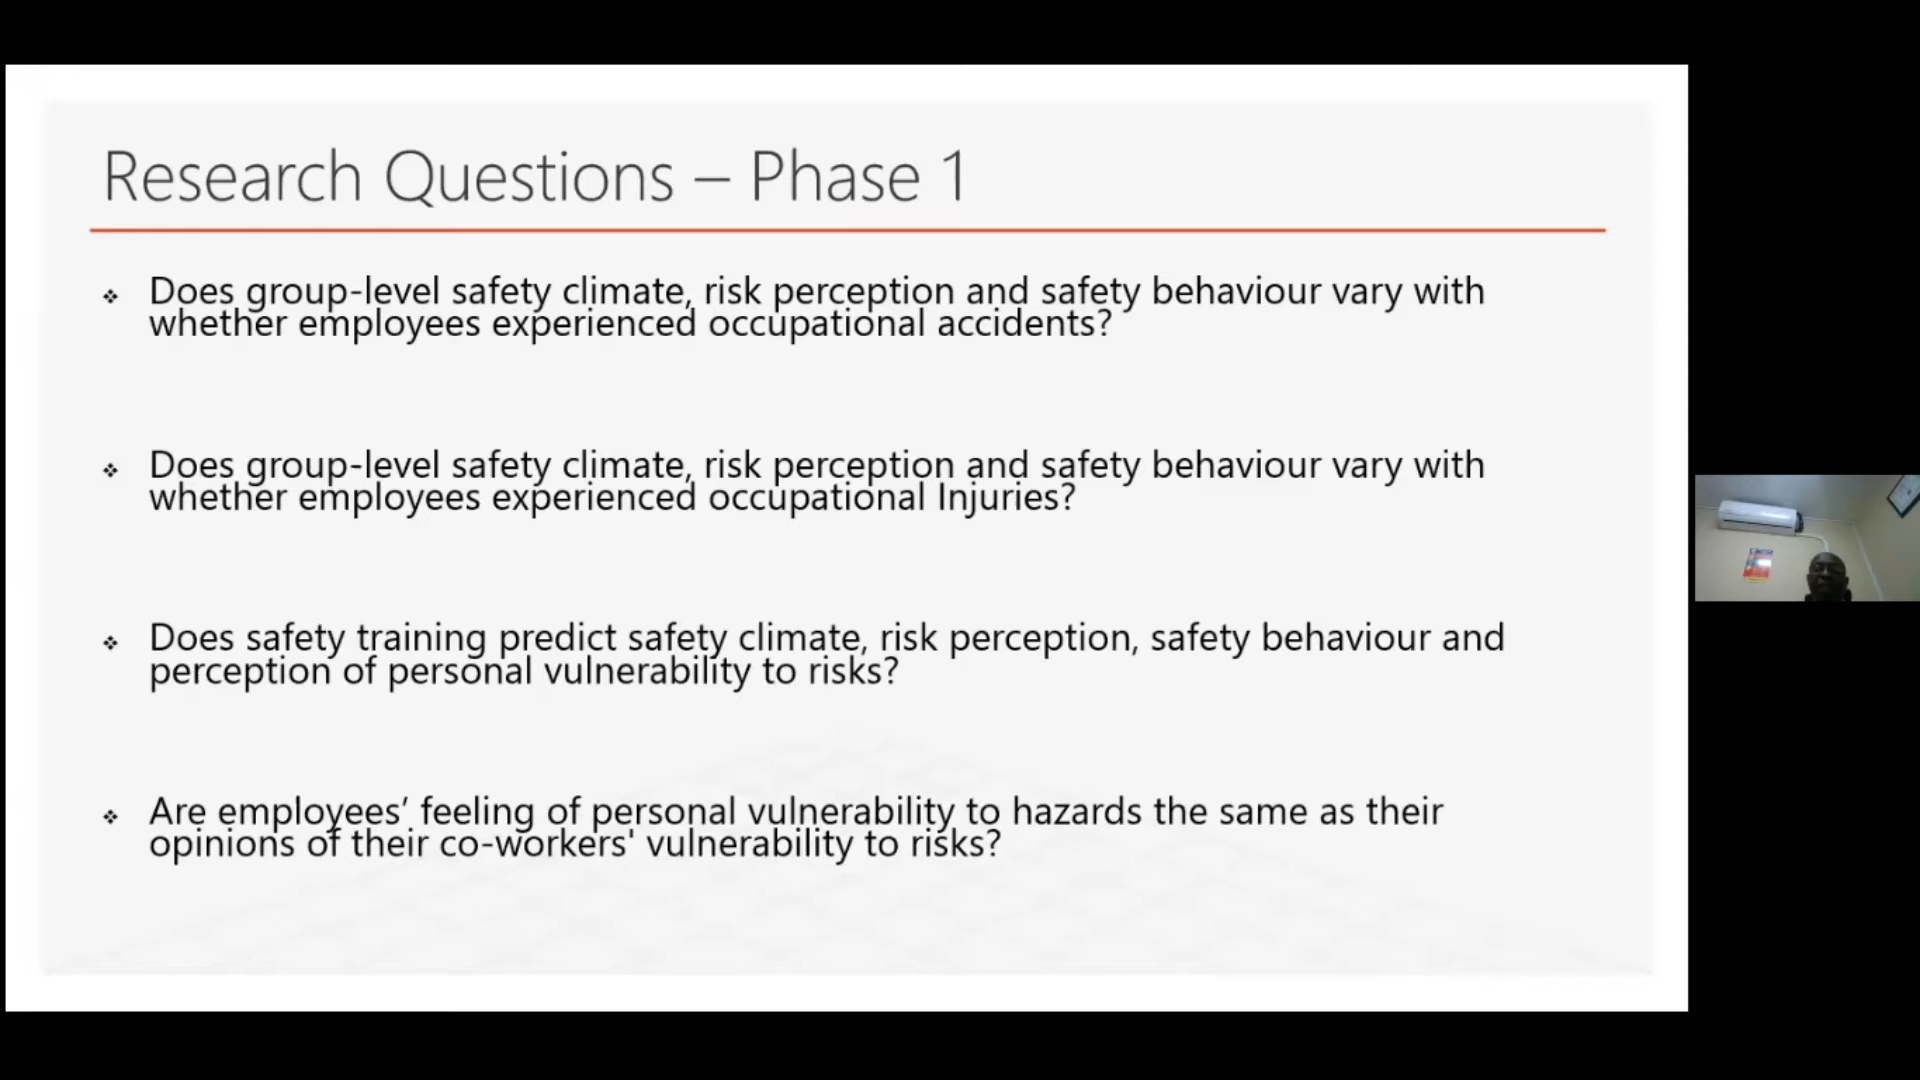 Research Questions – Phase 1
❖ Does group-level safety climate, risk perception and safety behaviour vary with
whether employees experienced occupational accidents?
❖ Does group-level safety climate, risk perception and safety behaviour vary with
whether employees experienced occupational Injuries?
❖ Does safety training predict safety climate, risk perception, safety behaviour and
perception of personal vulnerability to risks?
❖ Are employees’ feeling of personal vulnerability to hazards the same as their
opinions of their co-workers' vulnerability to risks?